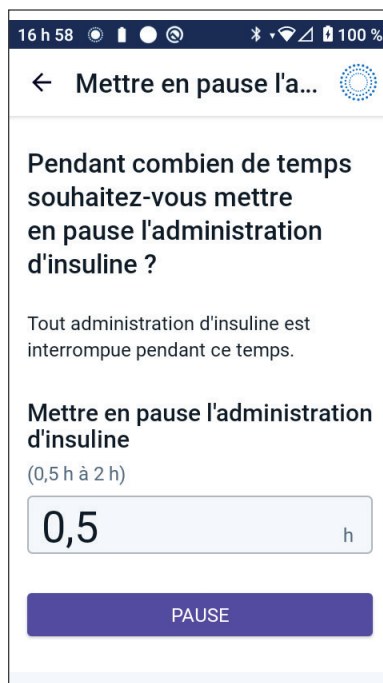 16 h 58 100 %
Mettre en pause l'a...
Pendant combien de temps
souhaitez-vous mettre
en pause l'administration
d'insuline ?
Tout administration d'insuline est
interrompue pendant ce temps.
Mettre en pause l'administration
d'insuline
(0,5 h à 2 h)
0,5 h
PAUSE